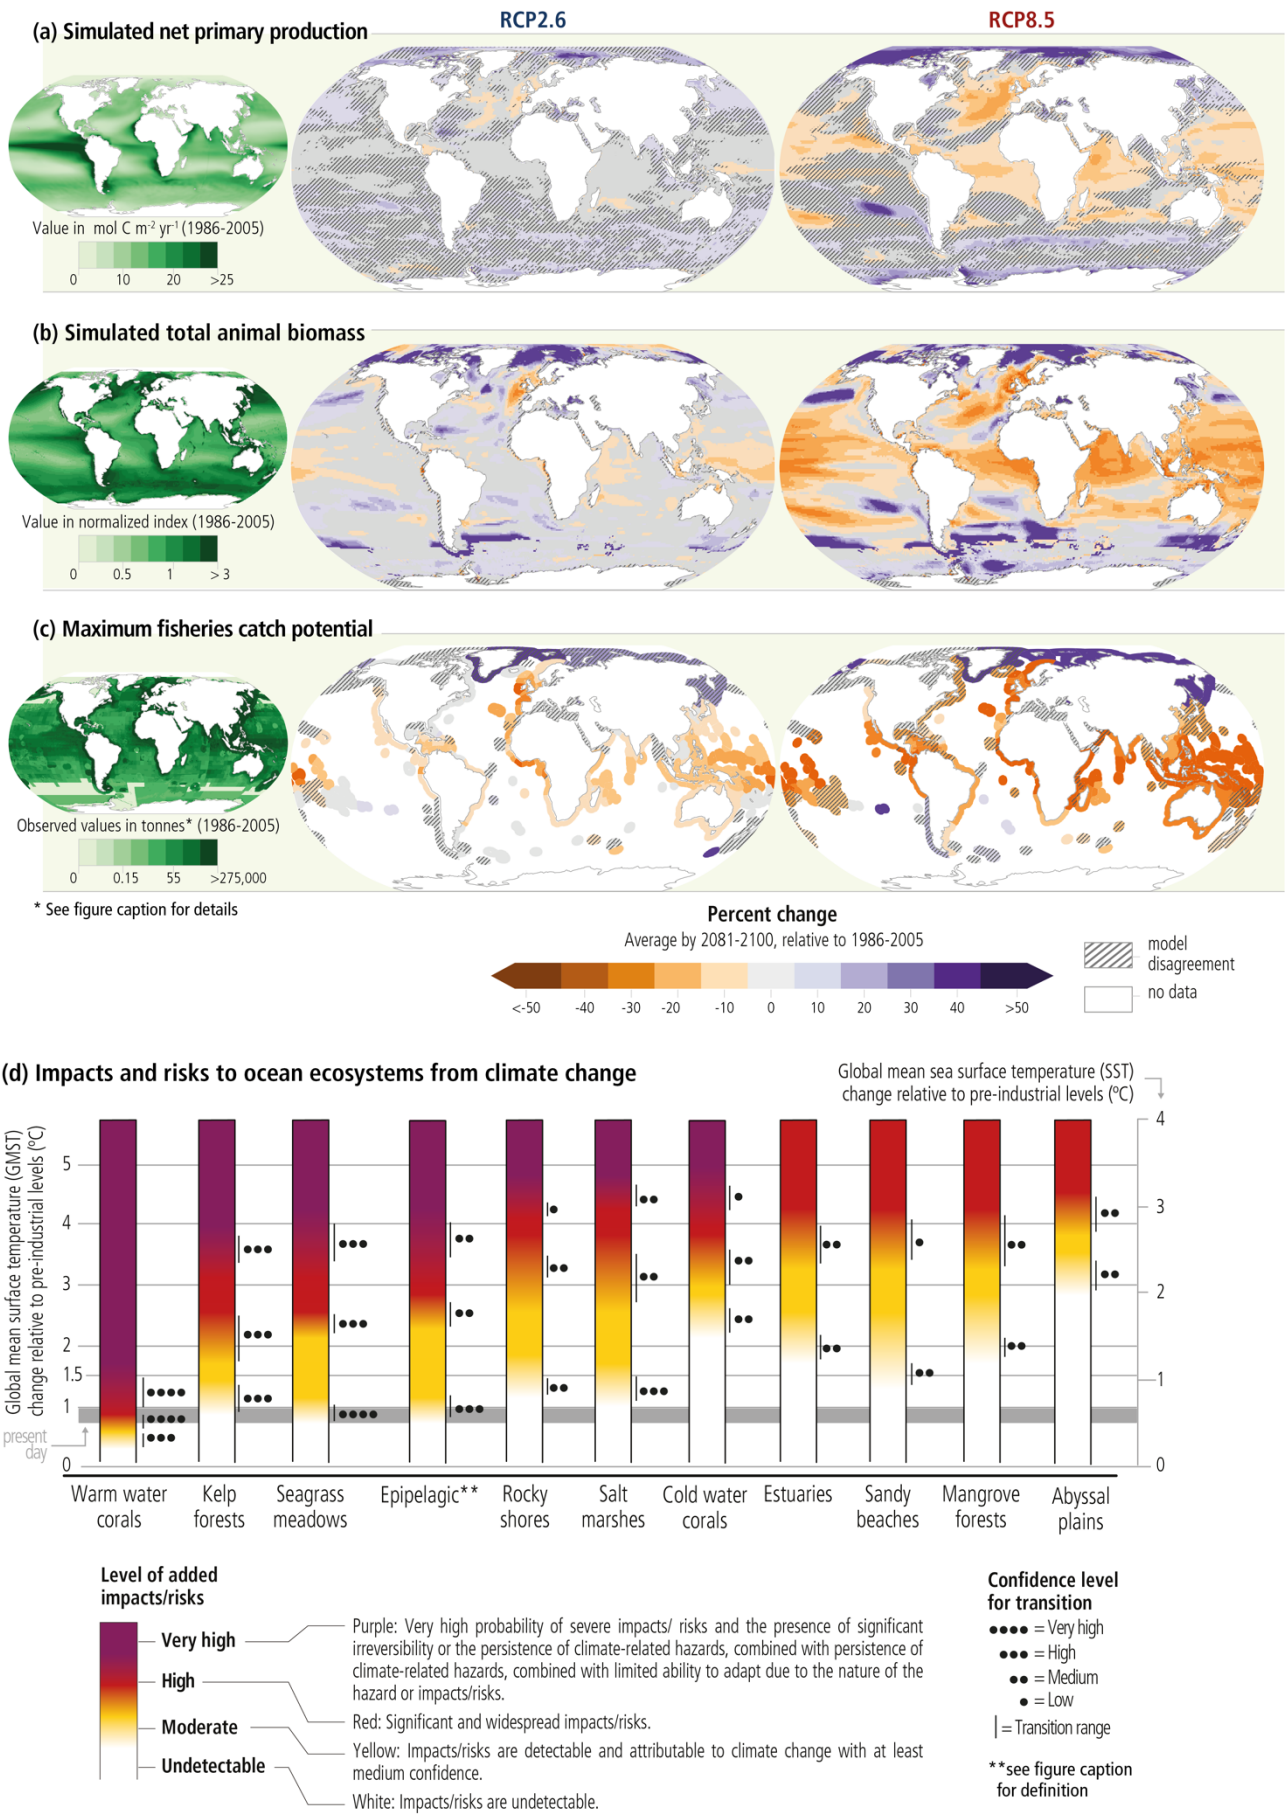 RCP2.6
RCP8.5
(a) Simulated net primary production
Value in mol C m⁻² yr⁻¹ (1986-2005)
0 10 20 >25
(b) Simulated total animal biomass
Value in normalized index (1986-2005)
0 0.5 1 > 3
(c) Maximum fisheries catch potential
Observed values in tonnes* (1986-2005)
0 0.15 55 >275,000
* See figure caption for details
Percent change
Average by 2081-2100, relative to 1986-2005
<-50 -40 -30 -20 -10 0 10 20 30 40 >50
model
disagreement
no data
(d) Impacts and risks to ocean ecosystems from climate change
Global mean sea surface temperature (SST)
change relative to pre-industrial levels (ºC)
Global mean surface temperature (GMST)
change relative to pre-industrial levels (ºC)
5
4
3
2
1.5
1
0
present
day
4
3
2
1
0
Warm water
corals
Kelp
forests
Seagrass
meadows
Epipelagic**
Rocky
shores
Salt
marshes
Cold water
corals
Estuaries
Sandy
beaches
Mangrove
forests
Abyssal
plains
Level of added
impacts/risks
Very high
High
Moderate
Undetectable
Purple: Very high probability of severe impacts/ risks and the presence of significant
irreversibility or the persistence of climate-related hazards, combined with persistence of
climate-related hazards, combined with limited ability to adapt due to the nature of the
hazard or impacts/risks.
Red: Significant and widespread impacts/risks.
Yellow: Impacts/risks are detectable and attributable to climate change with at least
medium confidence.
White: Impacts/risks are undetectable.
Confidence level
for transition
●●●● = Very high
●●● = High
●● = Medium
● = Low
| = Transition range
**see figure caption
for definition